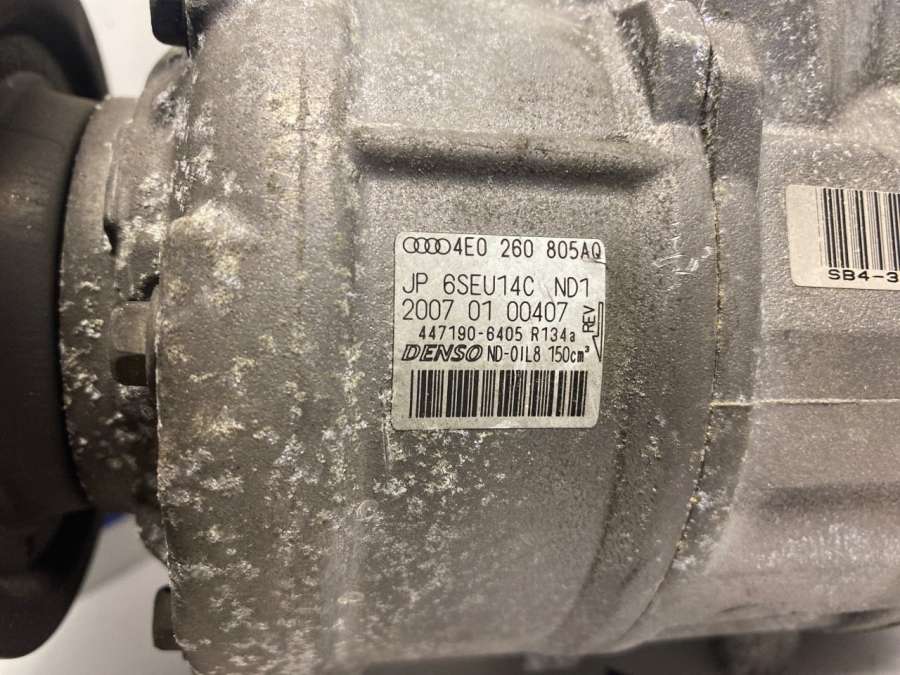 4E0 260 805AQ
JP 6SEU14C ND1
2007 01 00407
REV
447190-6405 R134a
DENSO ND-OIL8 150cm³
SB4-3